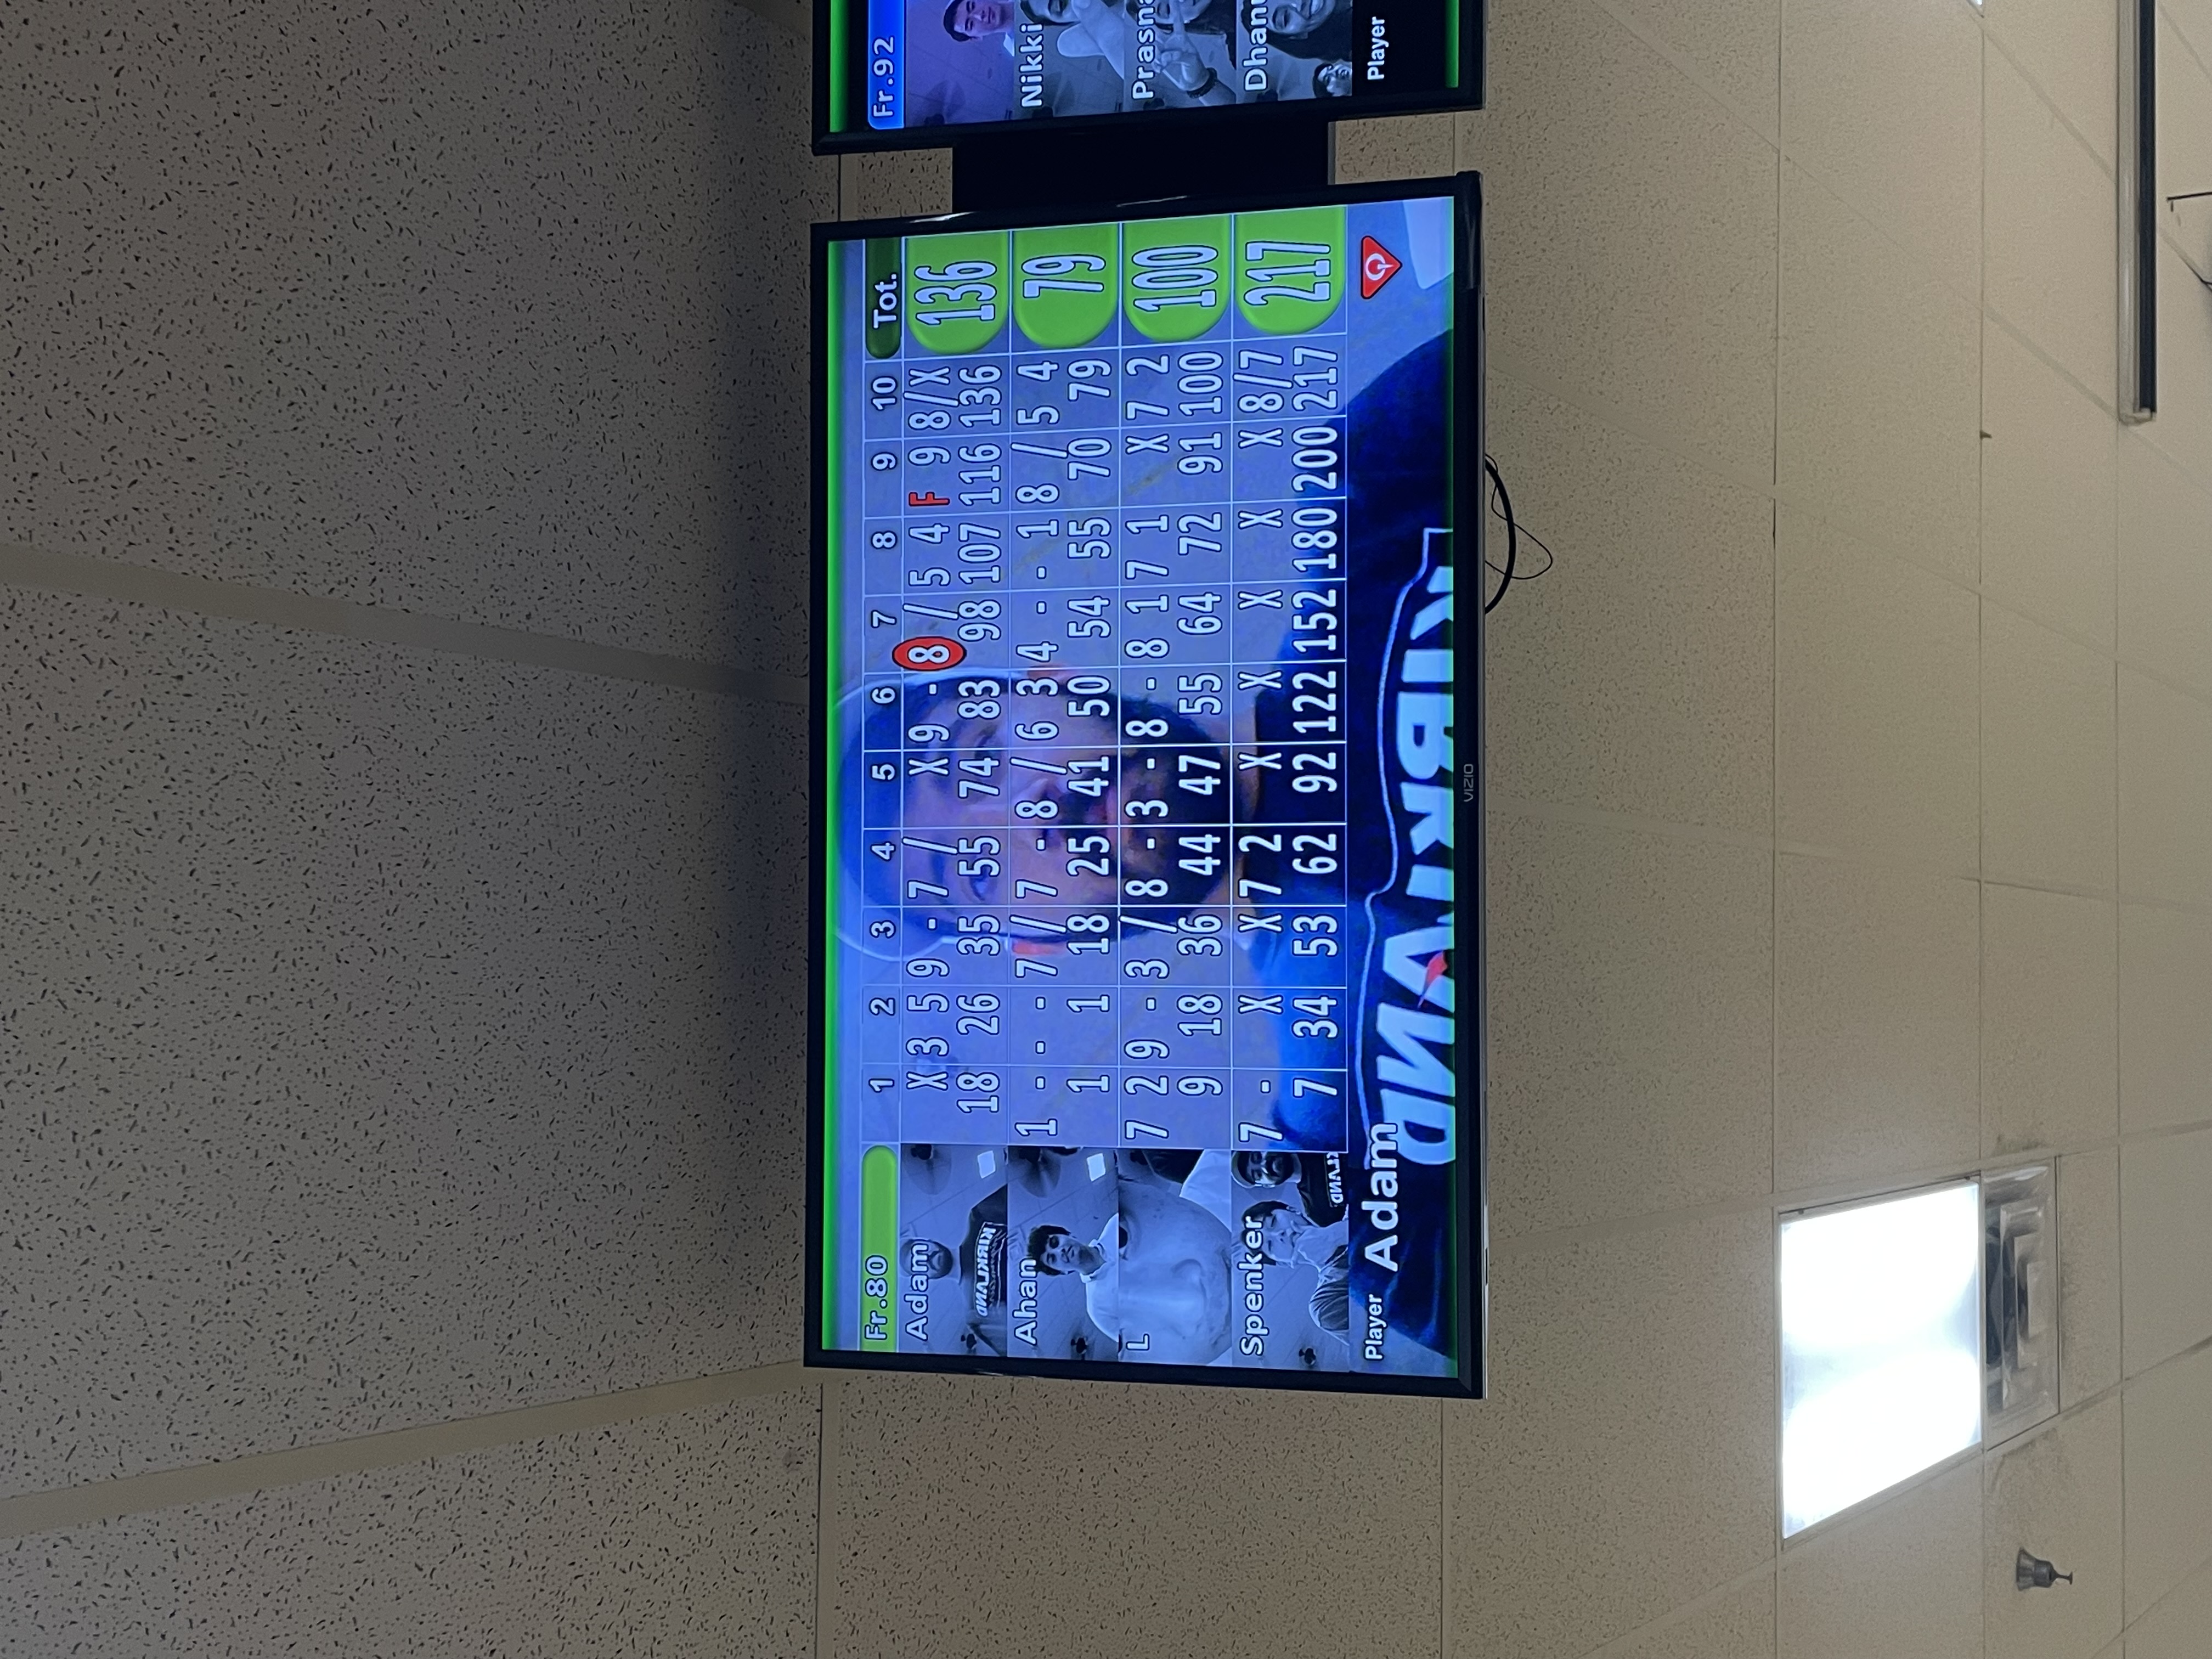 Fr.80 1 2 3 4 5 6 7 8 9 10 Tot.
Adam X 3 5 9 - 7 / X 9 - 8 / 5 4 F 9 8/X 136
18 26 35 55 74 83 98 107 116 136
Ahan 1 - - - 7 / 7 - 8 / 6 3 4 - - 1 8 / 5 4 79
1 1 18 25 41 50 54 55 70 79
L 7 2 9 - 3 / 8 - 3 - 8 - 8 1 7 1 X 7 2 100
9 18 36 44 47 55 64 72 91 100
Spenker 7 - X X 7 2 X X X X X 8/7 217
7 34 53 62 92 122 152 180 200 217
Player Adam
KIRKLAND
VIZIO
Fr.92
Nikki
Prasn
Dhan
Player